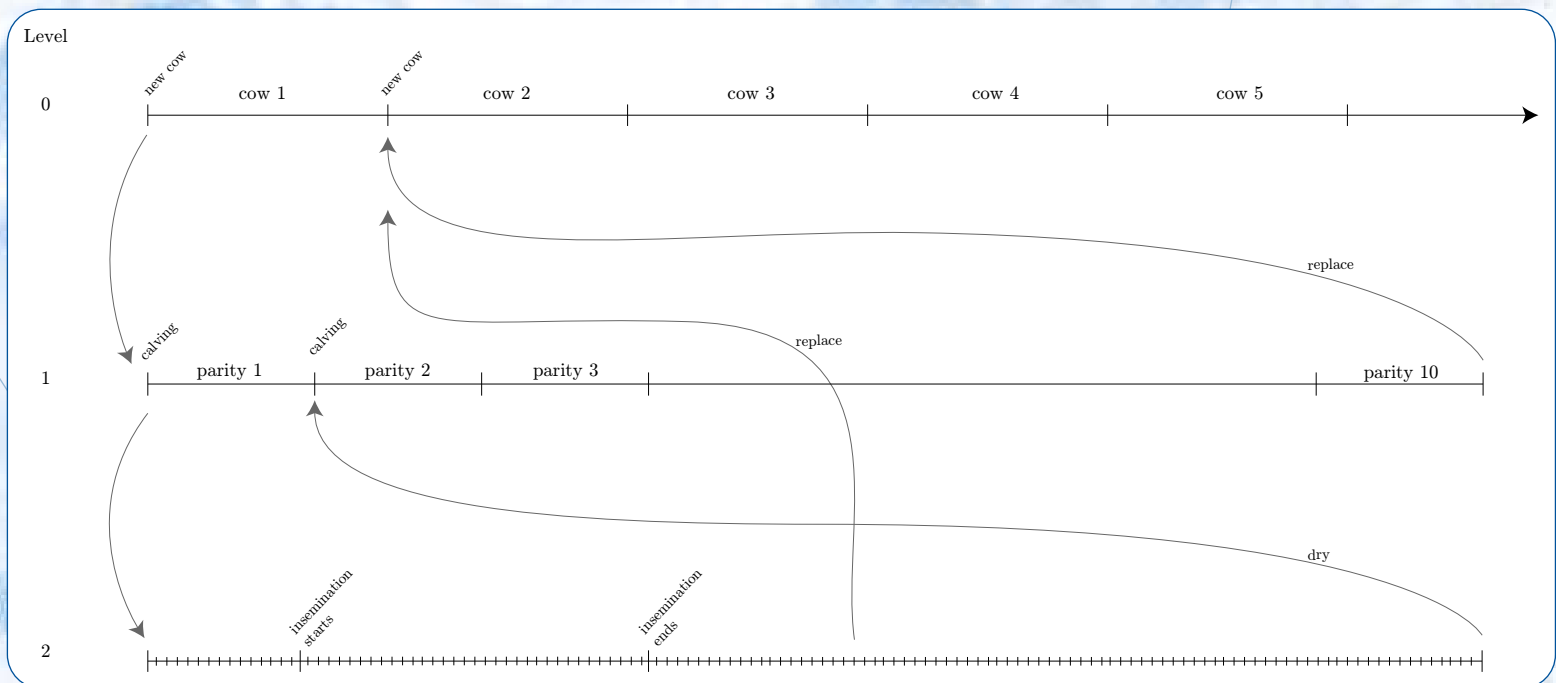 Level
new cow
new cow
0
cow 1
cow 2
cow 3
cow 4
cow 5
replace
replace
calving
calving
1
parity 1
parity 2
parity 3
parity 10
dry
insemination
starts
insemination
ends
2